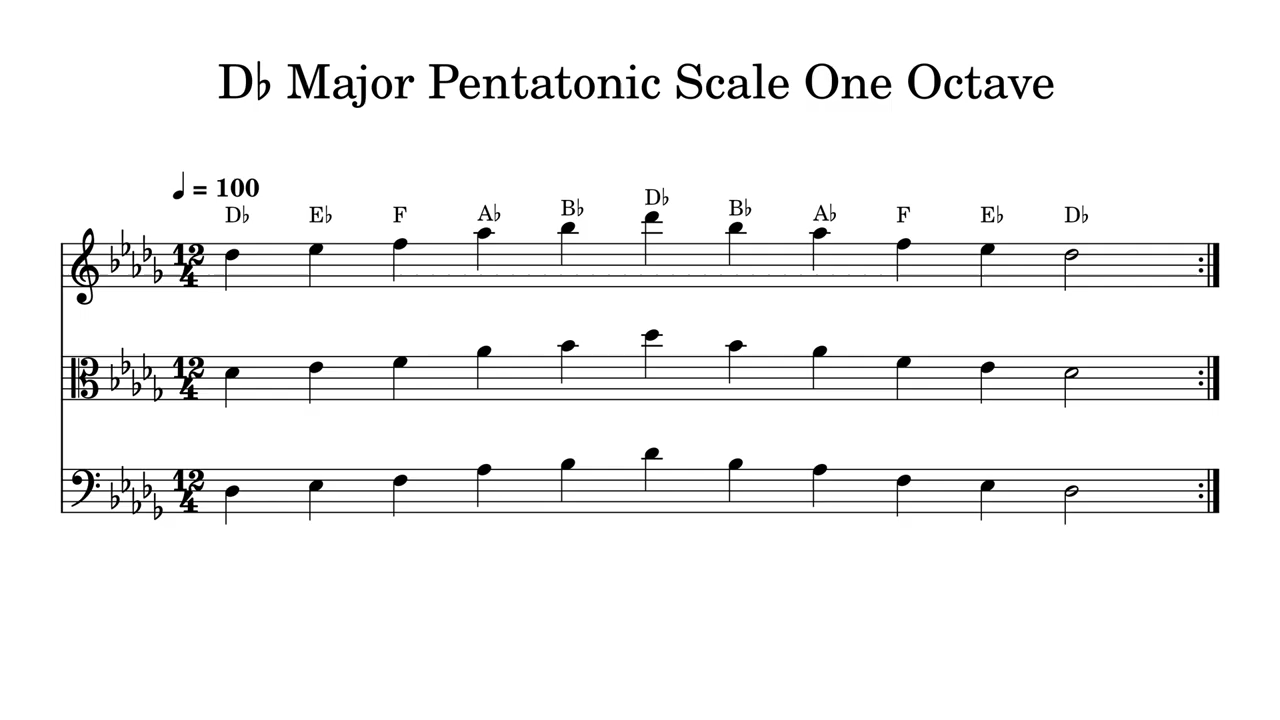 D♭ Major Pentatonic Scale One Octave
♩ = 100
D♭ E♭ F A♭ B♭ D♭ B♭ A♭ F E♭ D♭
12
4
12
4
12
4